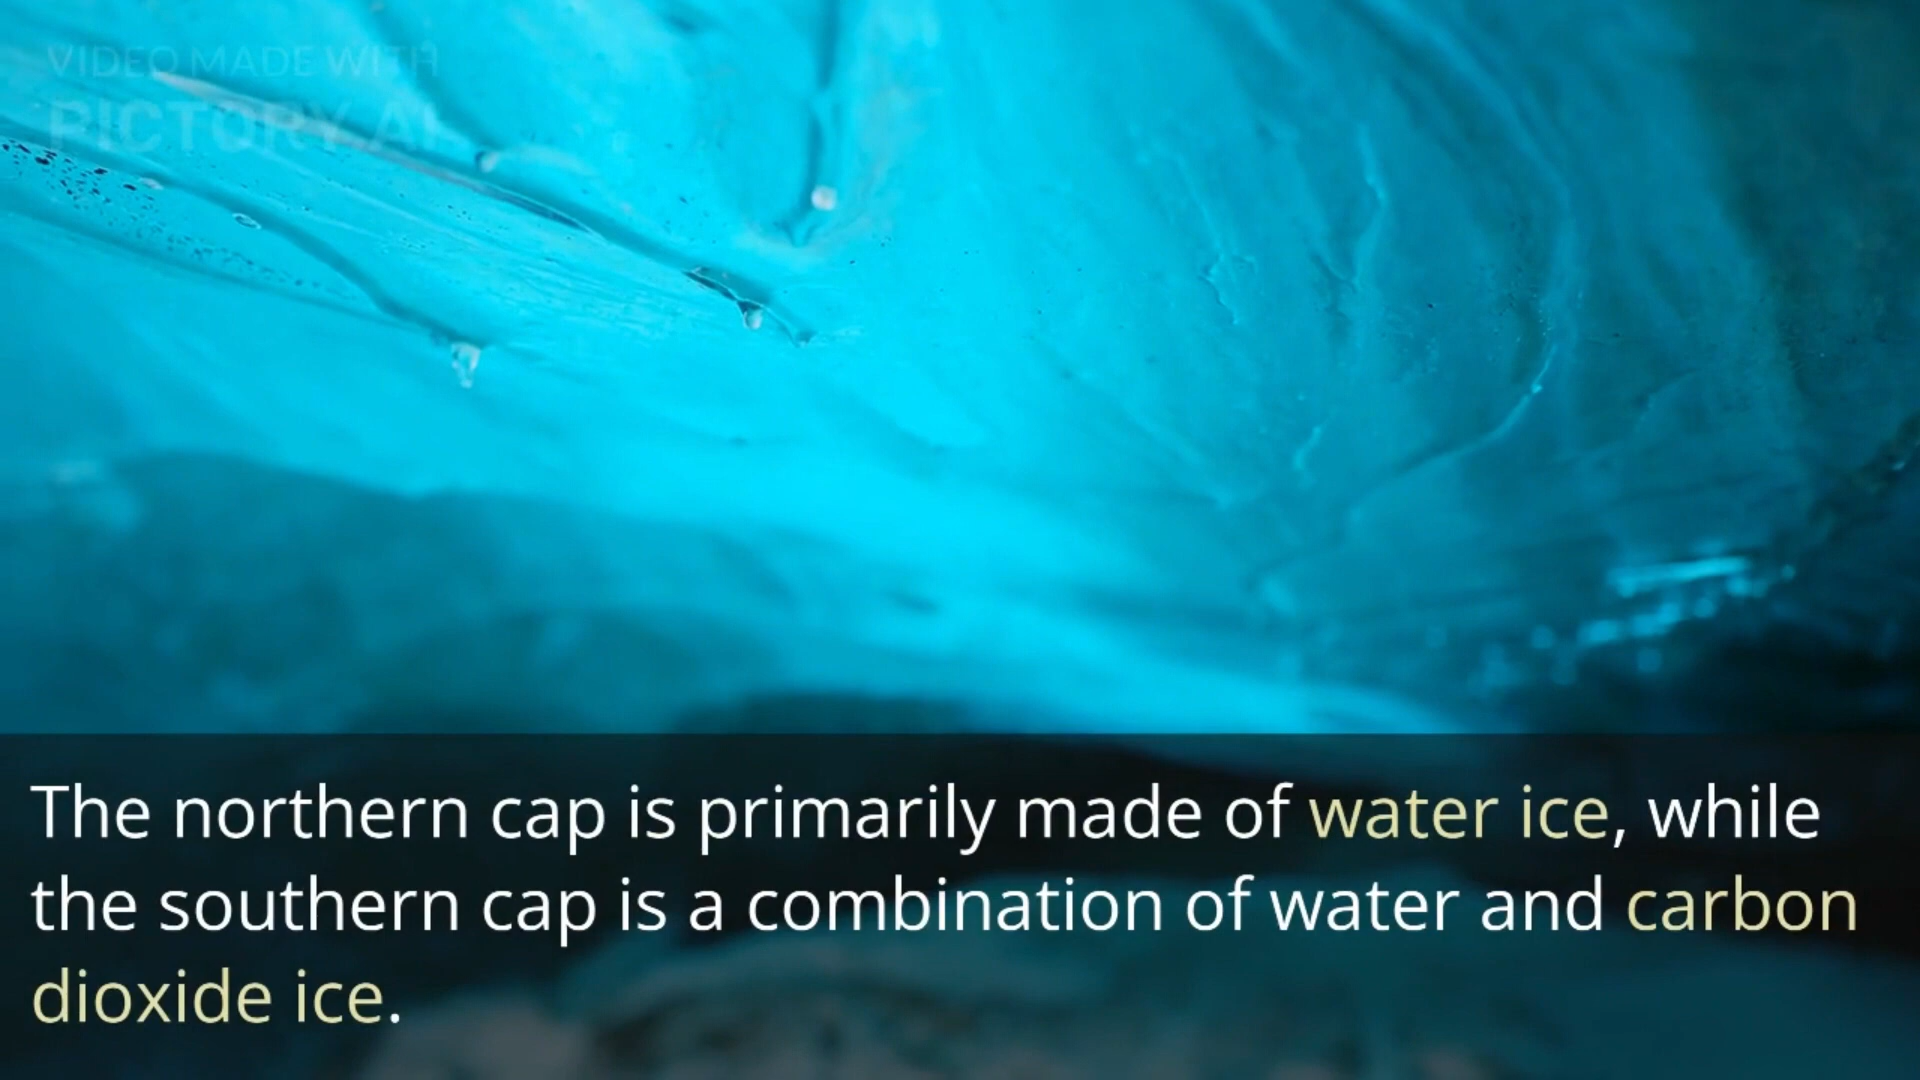 VIDEO MADE WITH
PICTORY.AI
The northern cap is primarily made of water ice, while
the southern cap is a combination of water and carbon
dioxide ice.